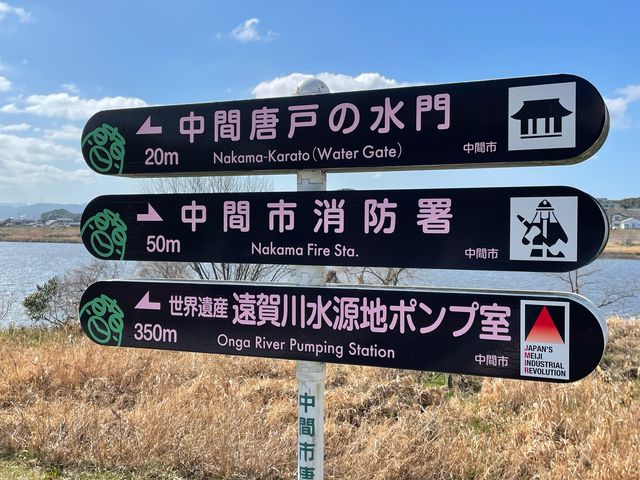 中間唐戸の水門
20m
Nakama-Karato (Water Gate)
中間市
中間市消防署
50m
Nakama Fire Sta.
中間市
世界遺産 遠賀川水源地ポンプ室
350m
Onga River Pumping Station
中間市
JAPAN'S
MEIJI
INDUSTRIAL
REVOLUTION
中間市唐